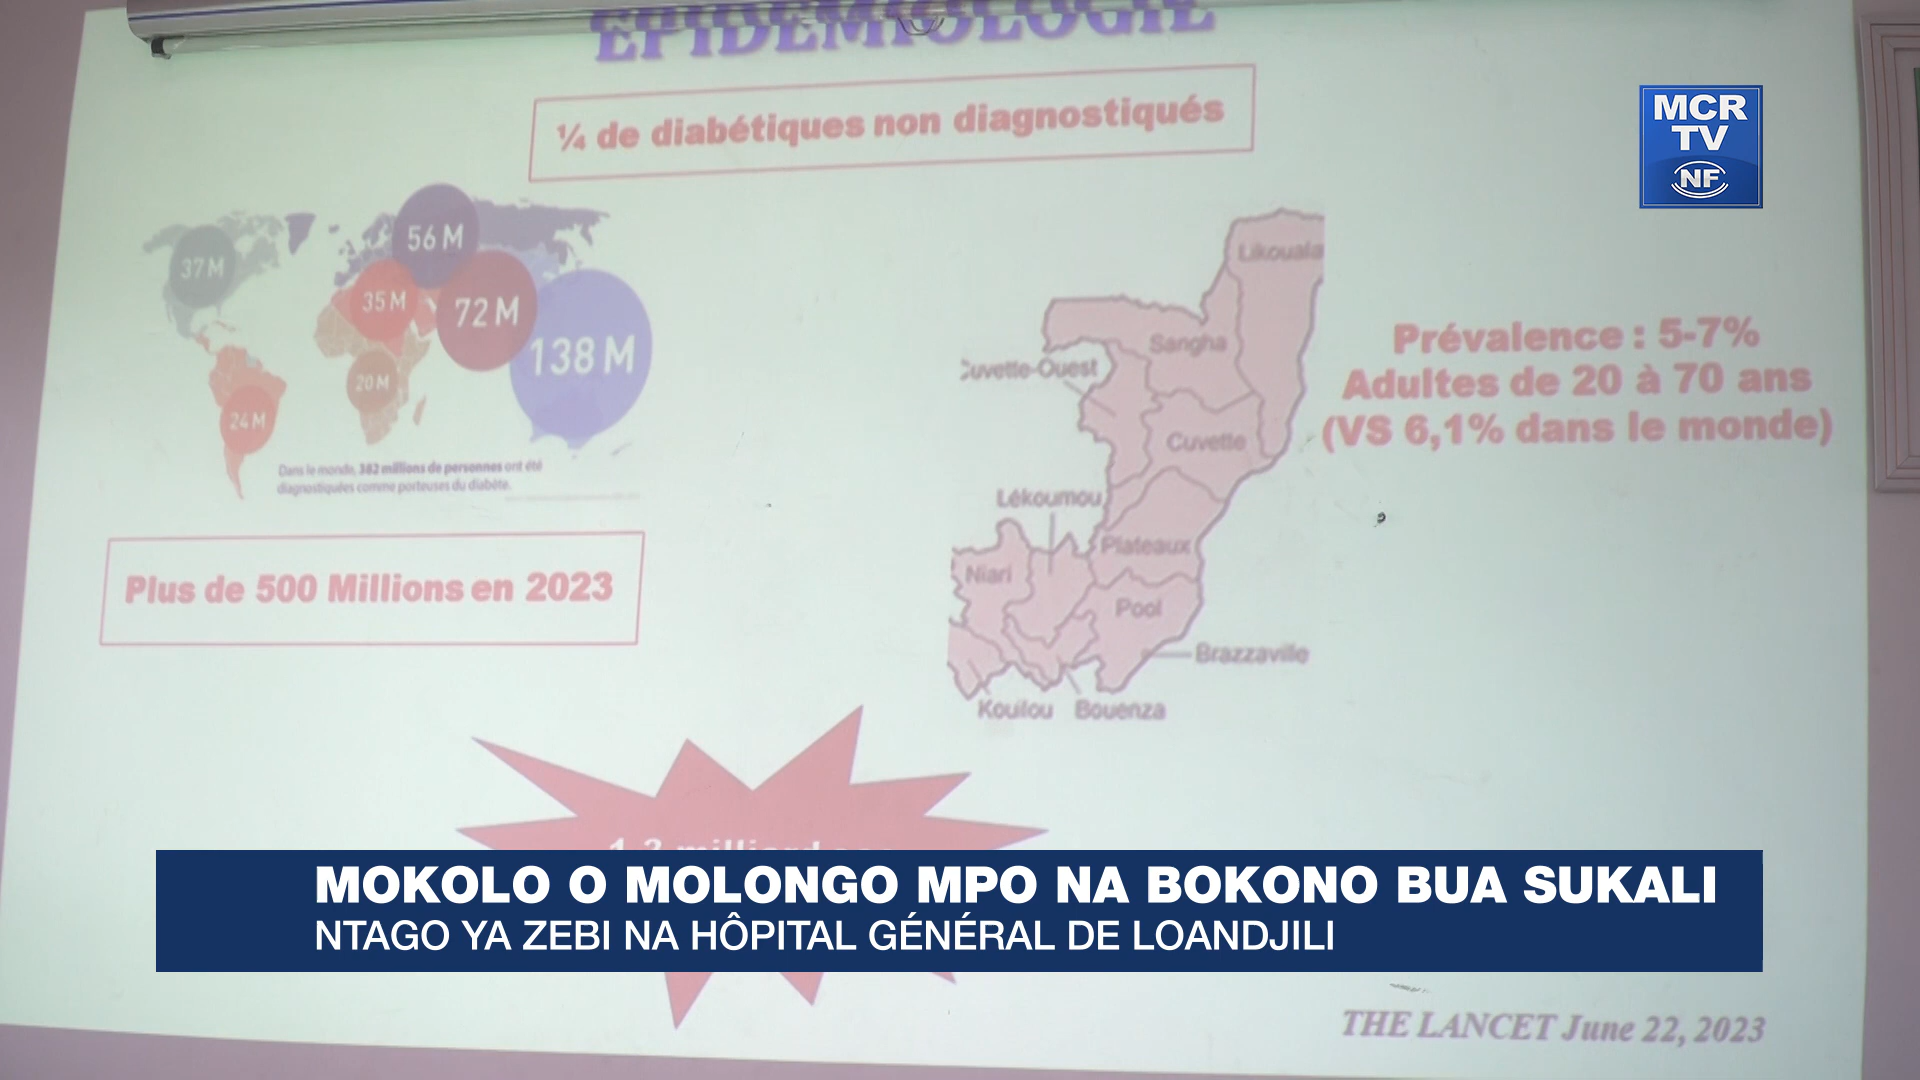 EPIDEMIOLOGIE
¼ de diabétiques non diagnostiqués
MCR
TV
NF
37 M
56 M
35 M
72 M
138 M
20 M
24 M
Dans le monde, 382 millions de personnes ont été
diagnostiquées comme porteuses du diabète.
Plus de 500 Millions en 2023
Likouala
Sangha
Cuvette-Ouest
Cuvette
Lékoumou
Plateaux
Niari
Pool
Brazzaville
Kouilou
Bouenza
Prévalence : 5-7%
Adultes de 20 à 70 ans
(VS 6,1% dans le monde)
MOKOLO O MOLONGO MPO NA BOKONO BUA SUKALI
NTAGO YA ZEBI NA HÔPITAL GÉNÉRAL DE LOANDJILI
THE LANCET June 22, 2023